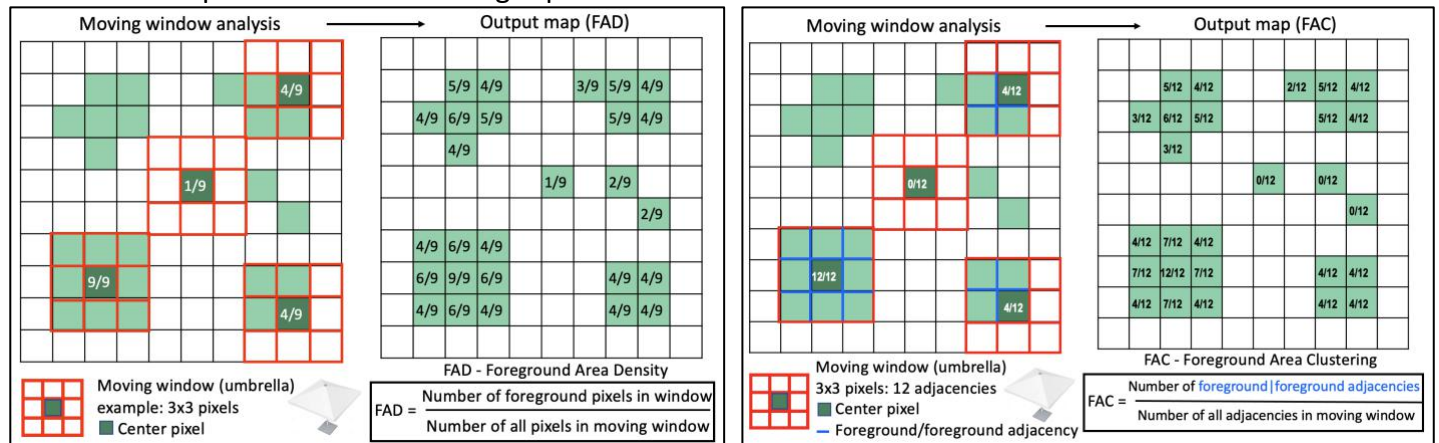 Moving window analysis
Output map (FAD)
4/9
5/9 4/9 3/9 5/9 4/9
4/9 6/9 5/9 5/9 4/9
4/9
1/9
1/9 2/9
2/9
4/9 6/9 4/9
9/9
6/9 9/9 6/9 4/9 4/9
4/9
4/9 6/9 4/9 4/9 4/9
FAD - Foreground Area Density
Moving window (umbrella)
example: 3x3 pixels
Center pixel
FAD = Number of foreground pixels in window
Number of all pixels in moving window
Moving window analysis
Output map (FAC)
4/12
5/12 4/12 2/12 5/12 4/12
3/12 6/12 5/12 5/12 4/12
3/12
0/12
0/12 0/12
0/12
4/12 7/12 4/12
12/12
7/12 12/12 7/12 4/12 4/12
4/12
4/12 7/12 4/12 4/12 4/12
FAC - Foreground Area Clustering
Moving window (umbrella)
3x3 pixels: 12 adjacencies
Center pixel
Foreground/foreground adjacency
FAC = Number of foreground|foreground adjacencies
Number of all adjacencies in moving window